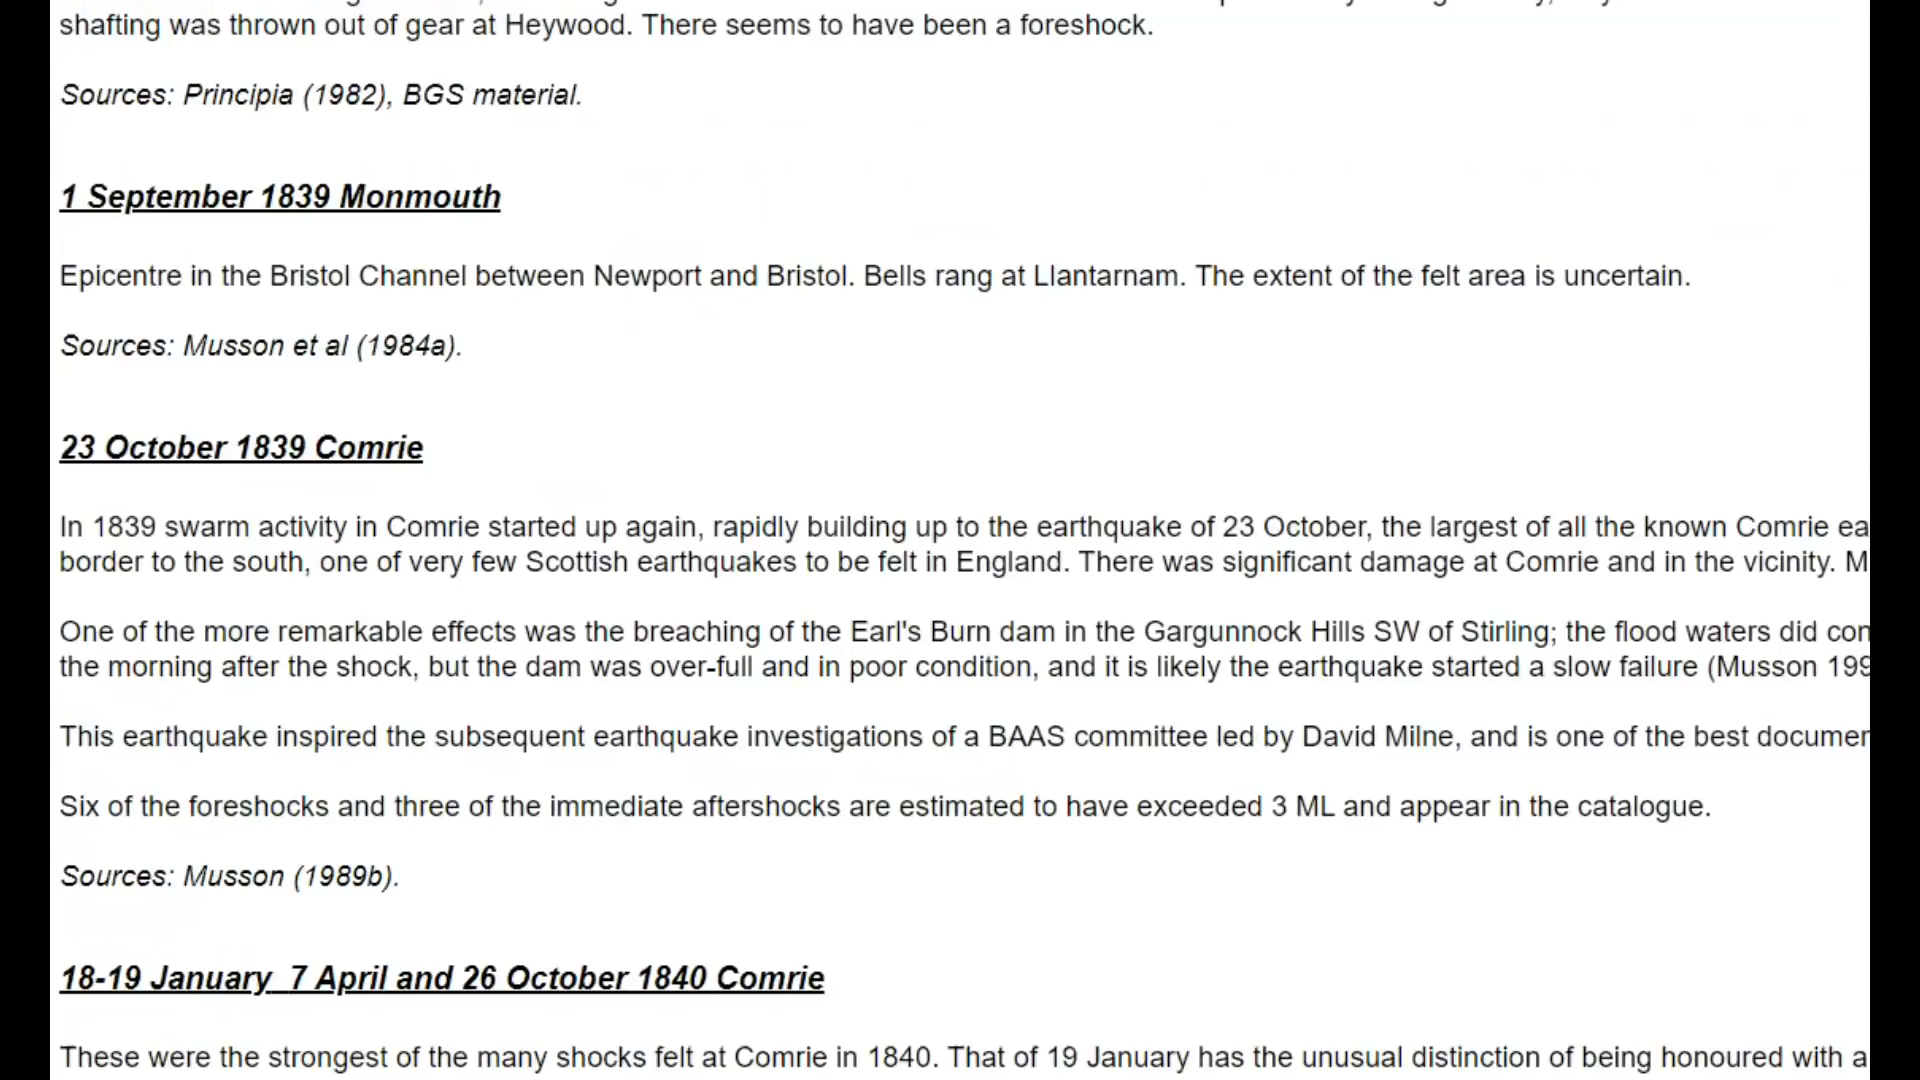 shafting was thrown out of gear at Heywood. There seems to have been a foreshock.
Sources: Principia (1982), BGS material.
1 September 1839 Monmouth
Epicentre in the Bristol Channel between Newport and Bristol. Bells rang at Llantarnam. The extent of the felt area is uncertain.
Sources: Musson et al (1984a).
23 October 1839 Comrie
In 1839 swarm activity in Comrie started up again, rapidly building up to the earthquake of 23 October, the largest of all the known Comrie ea
border to the south, one of very few Scottish earthquakes to be felt in England. There was significant damage at Comrie and in the vicinity. M
One of the more remarkable effects was the breaching of the Earl's Burn dam in the Gargunnock Hills SW of Stirling; the flood waters did con
the morning after the shock, but the dam was over-full and in poor condition, and it is likely the earthquake started a slow failure (Musson 199
This earthquake inspired the subsequent earthquake investigations of a BAAS committee led by David Milne, and is one of the best documen
Six of the foreshocks and three of the immediate aftershocks are estimated to have exceeded 3 ML and appear in the catalogue.
Sources: Musson (1989b).
18-19 January 7 April and 26 October 1840 Comrie
These were the strongest of the many shocks felt at Comrie in 1840. That of 19 January has the unusual distinction of being honoured with a